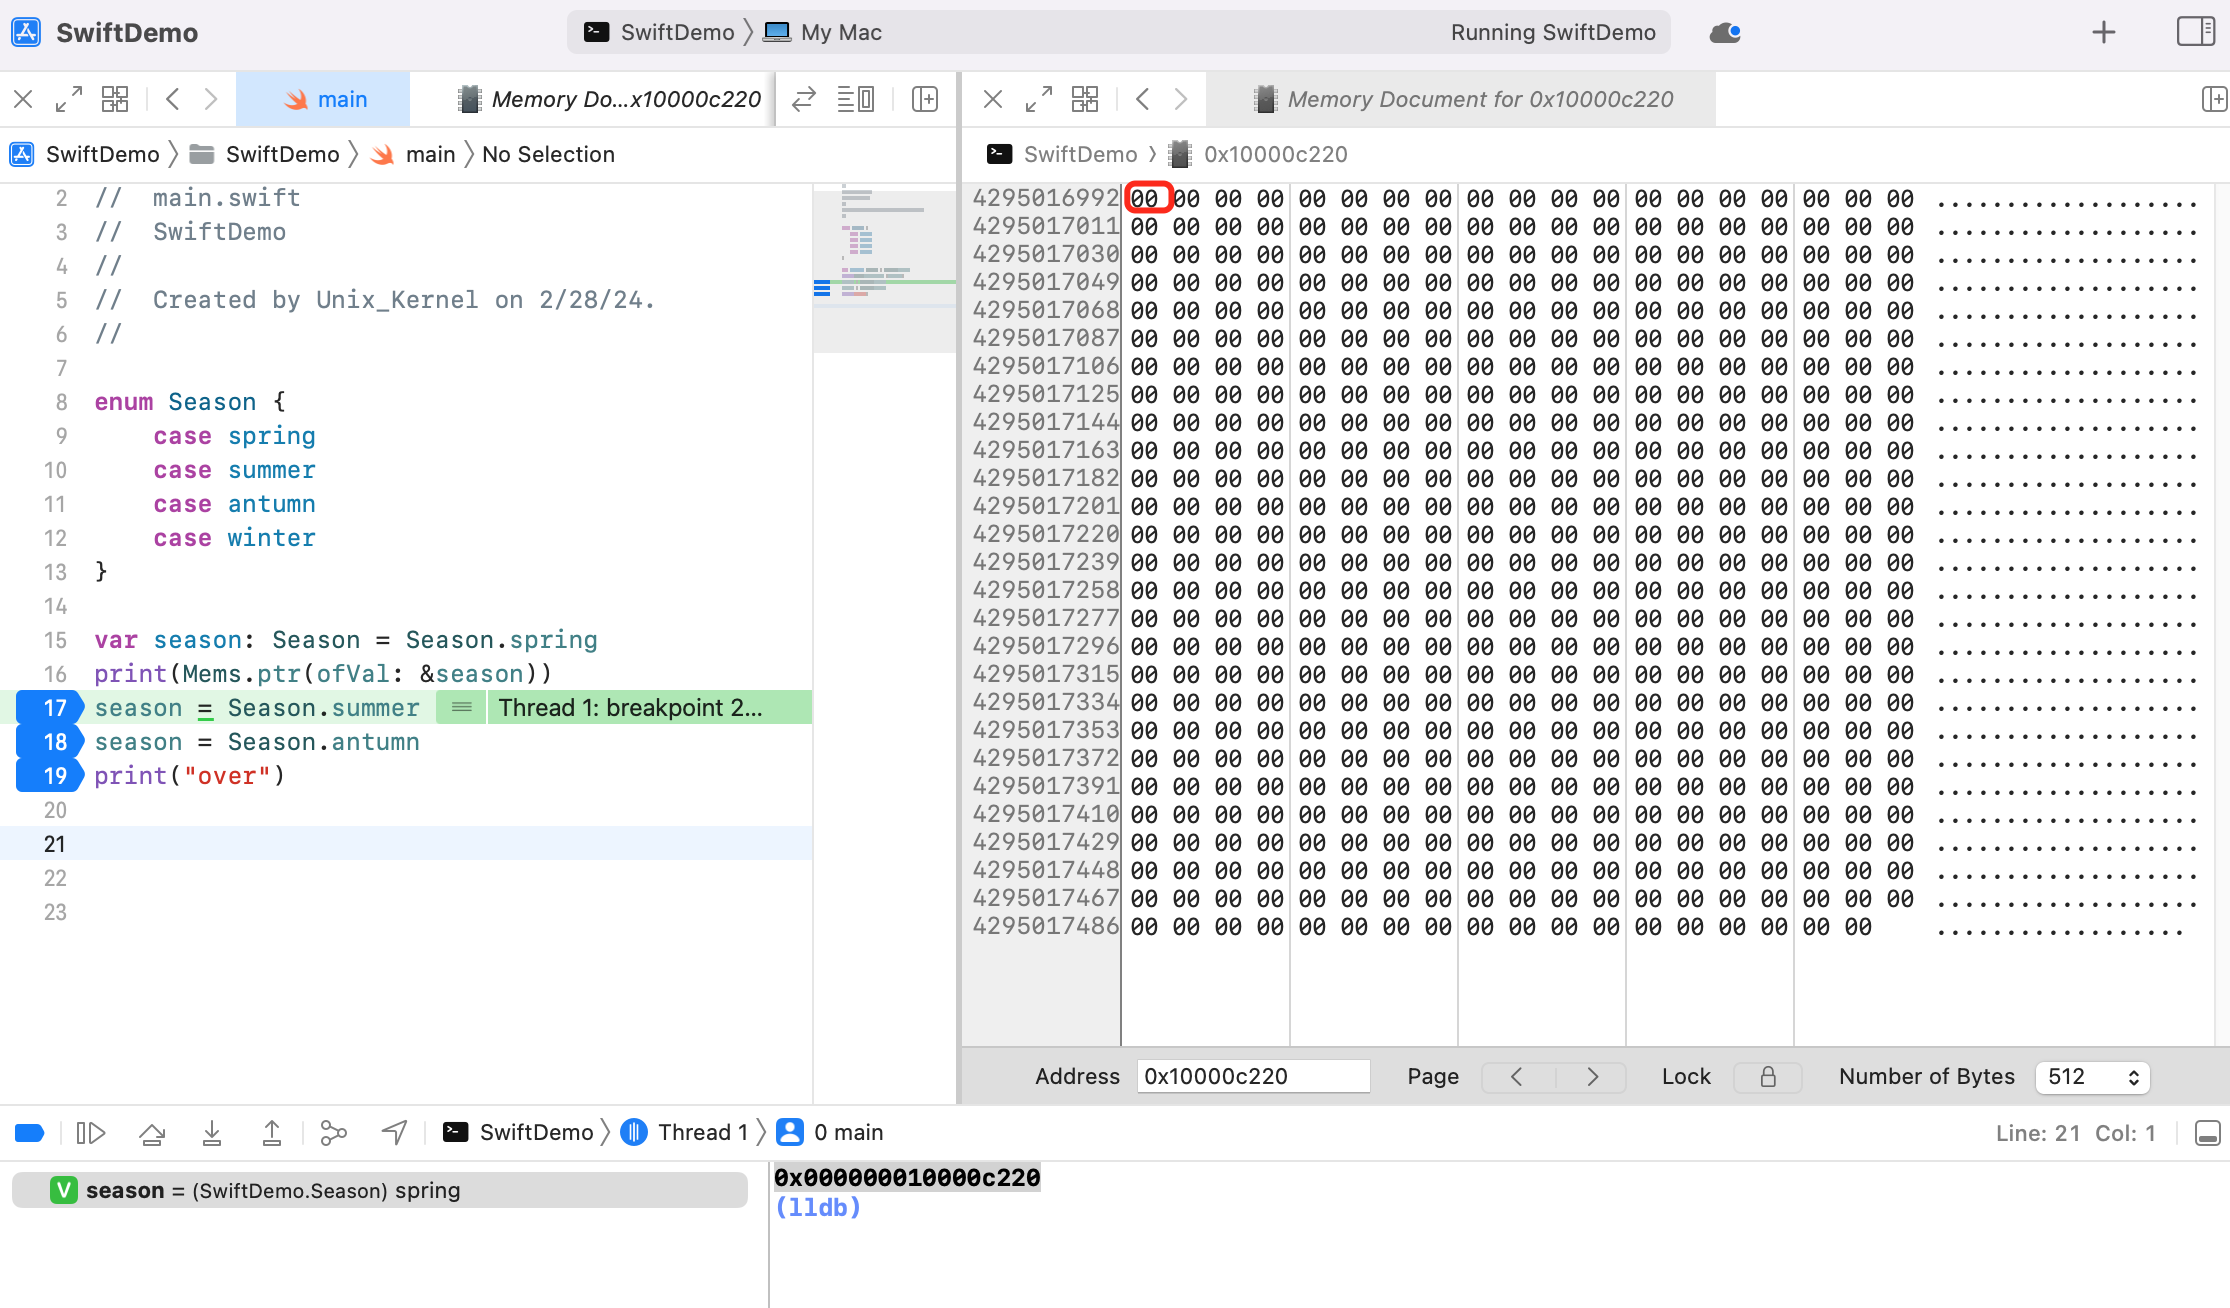 SwiftDemo
SwiftDemo 〉 My Mac
Running SwiftDemo
main
Memory Do...x10000c220
Memory Document for 0x10000c220
SwiftDemo 〉 SwiftDemo 〉 main 〉 No Selection
SwiftDemo 〉 0x10000c220
2 //  main.swift
3 //  SwiftDemo
4 //
5 //  Created by Unix_Kernel on 2/28/24.
6 //
7
8 enum Season {
9     case spring
10     case summer
11     case antumn
12     case winter
13 }
14
15 var season: Season = Season.spring
16 print(Mems.ptr(ofVal: &season))
17 season = Season.summer    Thread 1: breakpoint 2...
18 season = Season.antumn
19 print("over")
20
21
22
23
4295016992 00 00 00 00 00 00 00 00 00 00 00 00 00 00 00 00 00 00 00 ...................
4295017011 00 00 00 00 00 00 00 00 00 00 00 00 00 00 00 00 00 00 00 ...................
4295017030 00 00 00 00 00 00 00 00 00 00 00 00 00 00 00 00 00 00 00 ...................
4295017049 00 00 00 00 00 00 00 00 00 00 00 00 00 00 00 00 00 00 00 ...................
4295017068 00 00 00 00 00 00 00 00 00 00 00 00 00 00 00 00 00 00 00 ...................
4295017087 00 00 00 00 00 00 00 00 00 00 00 00 00 00 00 00 00 00 00 ...................
4295017106 00 00 00 00 00 00 00 00 00 00 00 00 00 00 00 00 00 00 00 ...................
4295017125 00 00 00 00 00 00 00 00 00 00 00 00 00 00 00 00 00 00 00 ...................
4295017144 00 00 00 00 00 00 00 00 00 00 00 00 00 00 00 00 00 00 00 ...................
4295017163 00 00 00 00 00 00 00 00 00 00 00 00 00 00 00 00 00 00 00 ...................
4295017182 00 00 00 00 00 00 00 00 00 00 00 00 00 00 00 00 00 00 00 ...................
4295017201 00 00 00 00 00 00 00 00 00 00 00 00 00 00 00 00 00 00 00 ...................
4295017220 00 00 00 00 00 00 00 00 00 00 00 00 00 00 00 00 00 00 00 ...................
4295017239 00 00 00 00 00 00 00 00 00 00 00 00 00 00 00 00 00 00 00 ...................
4295017258 00 00 00 00 00 00 00 00 00 00 00 00 00 00 00 00 00 00 00 ...................
4295017277 00 00 00 00 00 00 00 00 00 00 00 00 00 00 00 00 00 00 00 ...................
4295017296 00 00 00 00 00 00 00 00 00 00 00 00 00 00 00 00 00 00 00 ...................
4295017315 00 00 00 00 00 00 00 00 00 00 00 00 00 00 00 00 00 00 00 ...................
4295017334 00 00 00 00 00 00 00 00 00 00 00 00 00 00 00 00 00 00 00 ...................
4295017353 00 00 00 00 00 00 00 00 00 00 00 00 00 00 00 00 00 00 00 ...................
4295017372 00 00 00 00 00 00 00 00 00 00 00 00 00 00 00 00 00 00 00 ...................
4295017391 00 00 00 00 00 00 00 00 00 00 00 00 00 00 00 00 00 00 00 ...................
4295017410 00 00 00 00 00 00 00 00 00 00 00 00 00 00 00 00 00 00 00 ...................
4295017429 00 00 00 00 00 00 00 00 00 00 00 00 00 00 00 00 00 00 00 ...................
4295017448 00 00 00 00 00 00 00 00 00 00 00 00 00 00 00 00 00 00 00 ...................
4295017467 00 00 00 00 00 00 00 00 00 00 00 00 00 00 00 00 00 00 00 ...................
4295017486 00 00 00 00 00 00 00 00 00 00 00 00 00 00 00 00 00 00 ..................
Address 0x10000c220 Page Lock Number of Bytes 512
SwiftDemo 〉 Thread 1 〉 0 main
Line: 21 Col: 1
V season = (SwiftDemo.Season) spring
0x000000010000c220
(lldb)